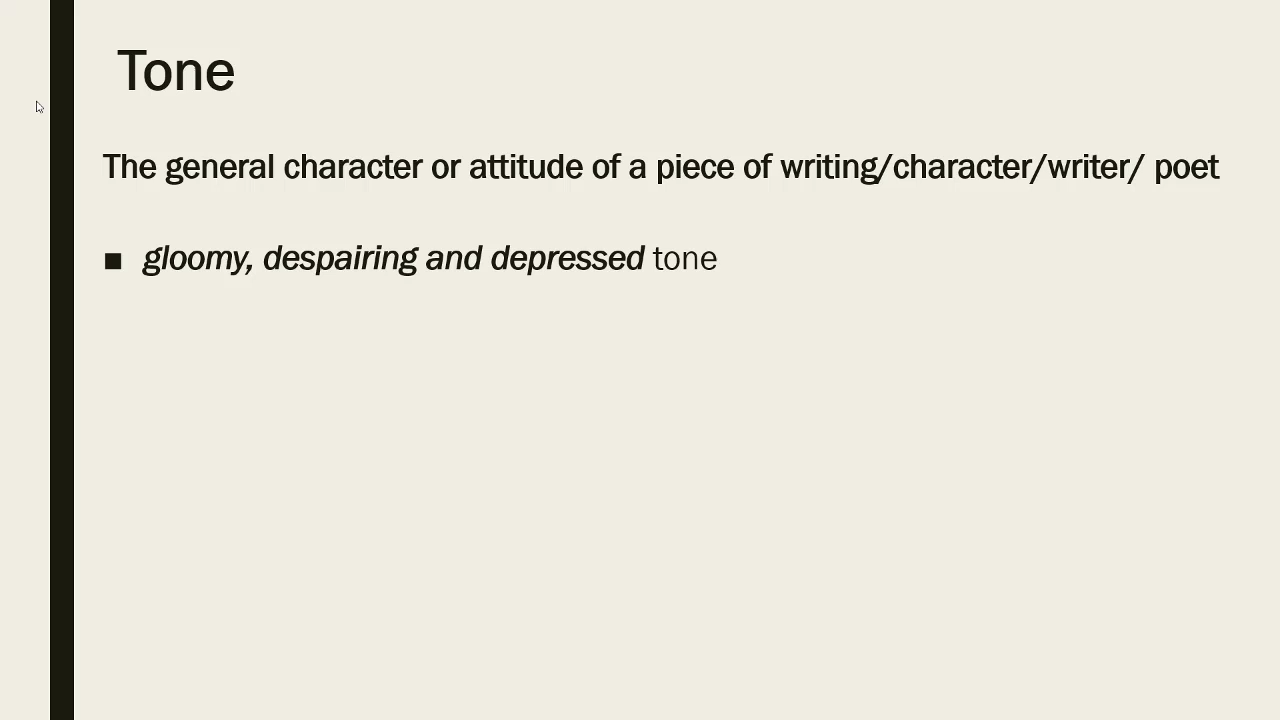 Tone
The general character or attitude of a piece of writing/character/writer/ poet
■ gloomy, despairing and depressed tone